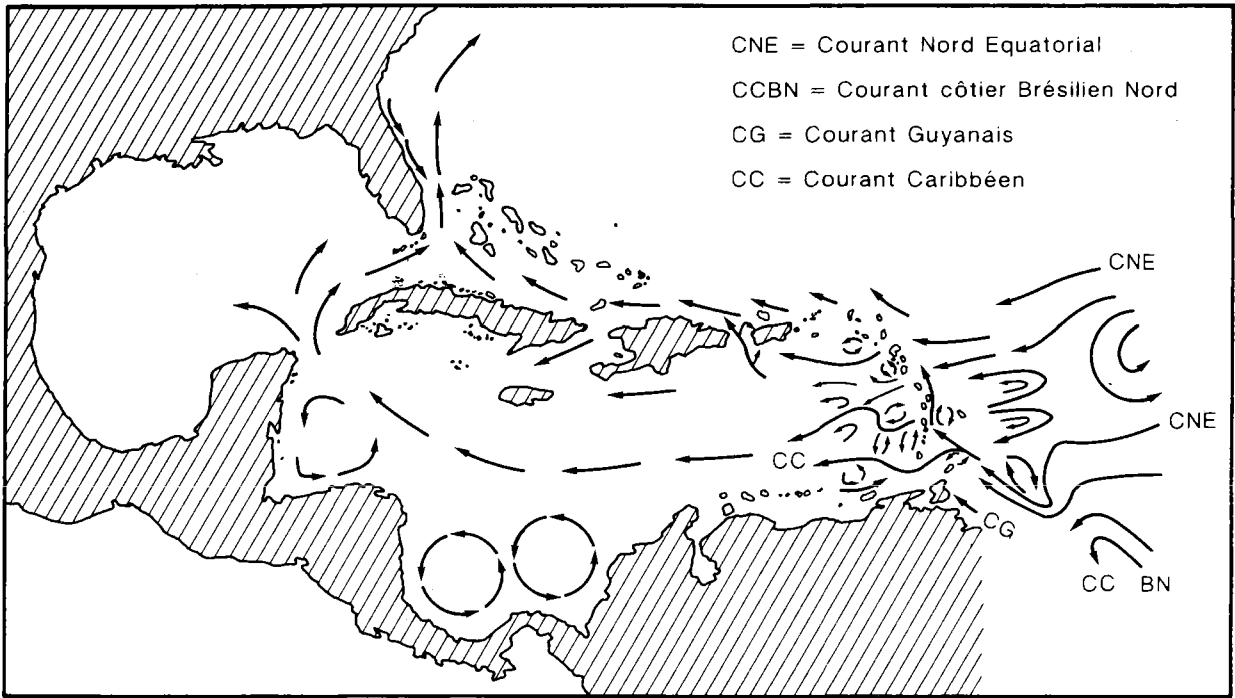 CNE = Courant Nord Equatorial
CCBN = Courant côtier Brésilien Nord
CG = Courant Guyanais
CC = Courant Caribbéen
CNE
CNE
CC
CG
CC BN